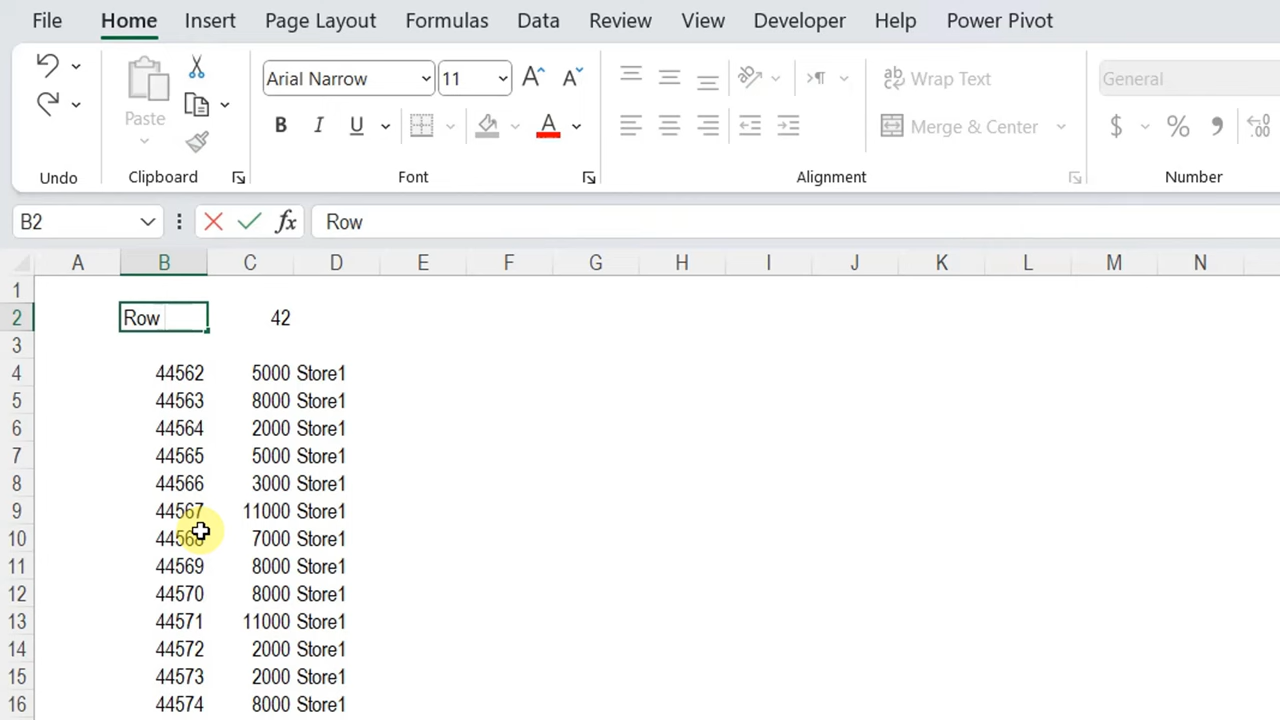 File Home Insert Page Layout Formulas Data Review View Developer Help Power Pivot
Paste
Arial Narrow 11
Wrap Text
General
B I U A
Merge & Center
$ %
Undo Clipboard Font Alignment Number
B2 fx Row
A B C D E F G H I J K L M N
1
2 Row 42
3
4 44562 5000 Store1
5 44563 8000 Store1
6 44564 2000 Store1
7 44565 5000 Store1
8 44566 3000 Store1
9 44567 11000 Store1
10 44568 7000 Store1
11 44569 8000 Store1
12 44570 8000 Store1
13 44571 11000 Store1
14 44572 2000 Store1
15 44573 2000 Store1
16 44574 8000 Store1